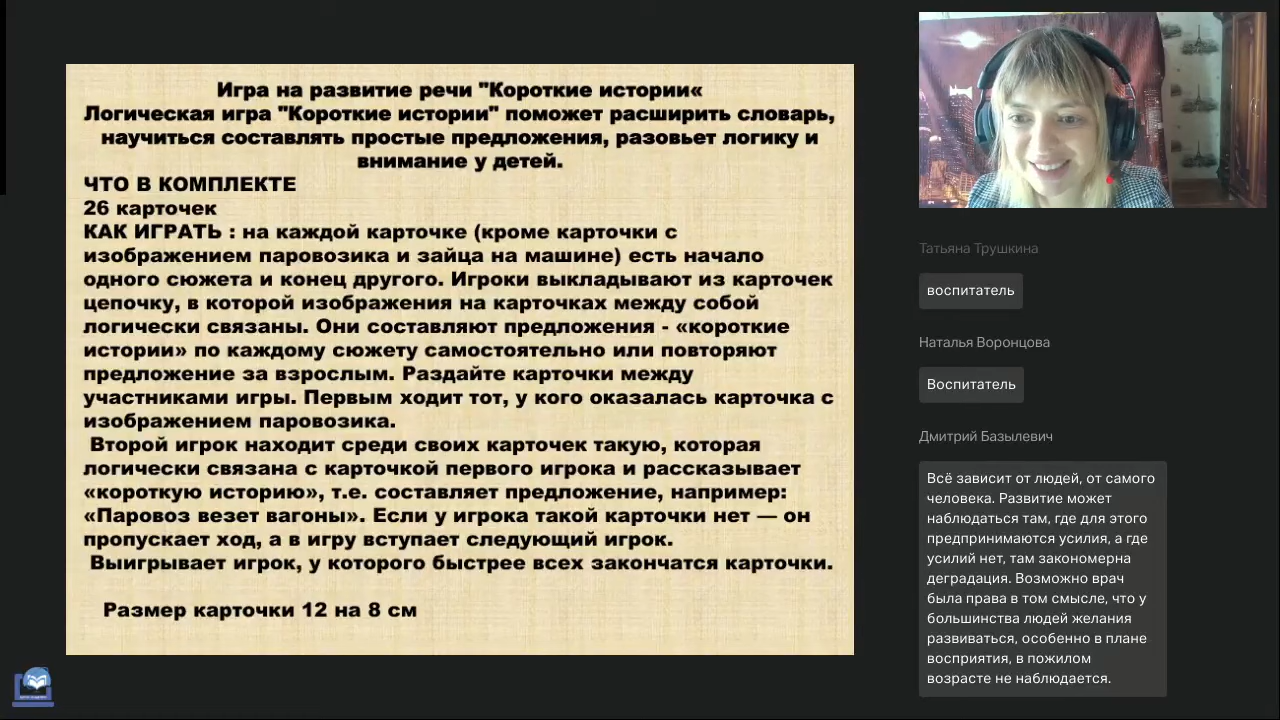 Игра на развитие речи "Короткие истории«
Логическая игра "Короткие истории" поможет расширить словарь,
научиться составлять простые предложения, разовьет логику и
внимание у детей.
ЧТО В КОМПЛЕКТЕ
26 карточек
КАК ИГРАТЬ : на каждой карточке (кроме карточки с
изображением паровозика и зайца на машине) есть начало
одного сюжета и конец другого. Игроки выкладывают из карточек
цепочку, в которой изображения на карточках между собой
логически связаны. Они составляют предложения - «короткие
истории» по каждому сюжету самостоятельно или повторяют
предложение за взрослым. Раздайте карточки между
участниками игры. Первым ходит тот, у кого оказалась карточка с
изображением паровозика.
Второй игрок находит среди своих карточек такую, которая
логически связана с карточкой первого игрока и рассказывает
«короткую историю», т.е. составляет предложение, например:
«Паровоз везет вагоны». Если у игрока такой карточки нет — он
пропускает ход, а в игру вступает следующий игрок.
Выигрывает игрок, у которого быстрее всех закончатся карточки.
Размер карточки 12 на 8 см
Татьяна Трушкина
воспитатель
Наталья Воронцова
Воспитатель
Дмитрий Базылевич
Всё зависит от людей, от самого
человека. Развитие может
наблюдаться там, где для этого
предпринимаются усилия, а где
усилий нет, там закономерна
деградация. Возможно врач
была права в том смысле, что у
большинства людей желания
развиваться, особенно в плане
восприятия, в пожилом
возрасте не наблюдается.